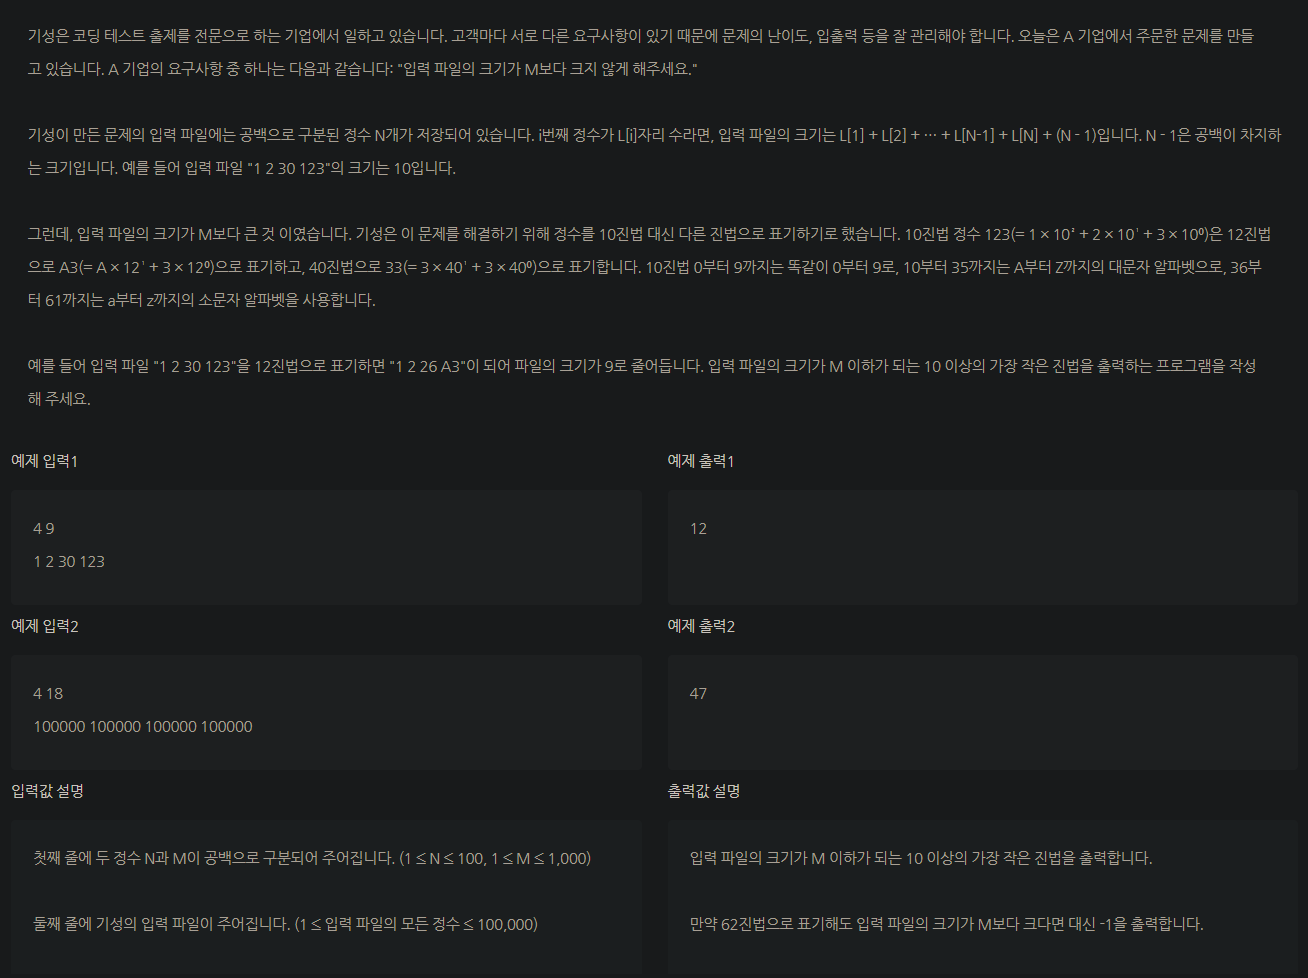 기성은 코딩 테스트 출제를 전문으로 하는 기업에서 일하고 있습니다. 고객마다 서로 다른 요구사항이 있기 때문에 문제의 난이도, 입출력 등을 잘 관리해야 합니다. 오늘은 A 기업에서 주문한 문제를 만들
고 있습니다. A 기업의 요구사항 중 하나는 다음과 같습니다: "입력 파일의 크기가 M보다 크지 않게 해주세요."
기성이 만든 문제의 입력 파일에는 공백으로 구분된 정수 N개가 저장되어 있습니다. i번째 정수가 L[i]자리 수라면, 입력 파일의 크기는 L[1] + L[2] + ··· + L[N-1] + L[N] + (N - 1)입니다. N - 1은 공백이 차지하
는 크기입니다. 예를 들어 입력 파일 "1 2 30 123"의 크기는 10입니다.
그런데, 입력 파일의 크기가 M보다 큰 것 이였습니다. 기성은 이 문제를 해결하기 위해 정수를 10진법 대신 다른 진법으로 표기하기로 했습니다. 10진법 정수 123(= 1 × 10² + 2 × 10¹ + 3 × 10⁰)은 12진법
으로 A3(= A × 12¹ + 3 × 12⁰)으로 표기하고, 40진법으로 33(= 3 × 40¹ + 3 × 40⁰)으로 표기합니다. 10진법 0부터 9까지는 똑같이 0부터 9로, 10부터 35까지는 A부터 Z까지의 대문자 알파벳으로, 36부
터 61까지는 a부터 z까지의 소문자 알파벳을 사용합니다.
예를 들어 입력 파일 "1 2 30 123"을 12진법으로 표기하면 "1 2 26 A3"이 되어 파일의 크기가 9로 줄어듭니다. 입력 파일의 크기가 M 이하가 되는 10 이상의 가장 작은 진법을 출력하는 프로그램을 작성
해 주세요.
예제 입력1
예제 출력1
4 9
1 2 30 123
12
예제 입력2
예제 출력2
4 18
100000 100000 100000 100000
47
입력값 설명
출력값 설명
첫째 줄에 두 정수 N과 M이 공백으로 구분되어 주어집니다. (1 ≤ N ≤ 100, 1 ≤ M ≤ 1,000)
둘째 줄에 기성의 입력 파일이 주어집니다. (1 ≤ 입력 파일의 모든 정수 ≤ 100,000)
입력 파일의 크기가 M 이하가 되는 10 이상의 가장 작은 진법을 출력합니다.
만약 62진법으로 표기해도 입력 파일의 크기가 M보다 크다면 대신 -1을 출력합니다.